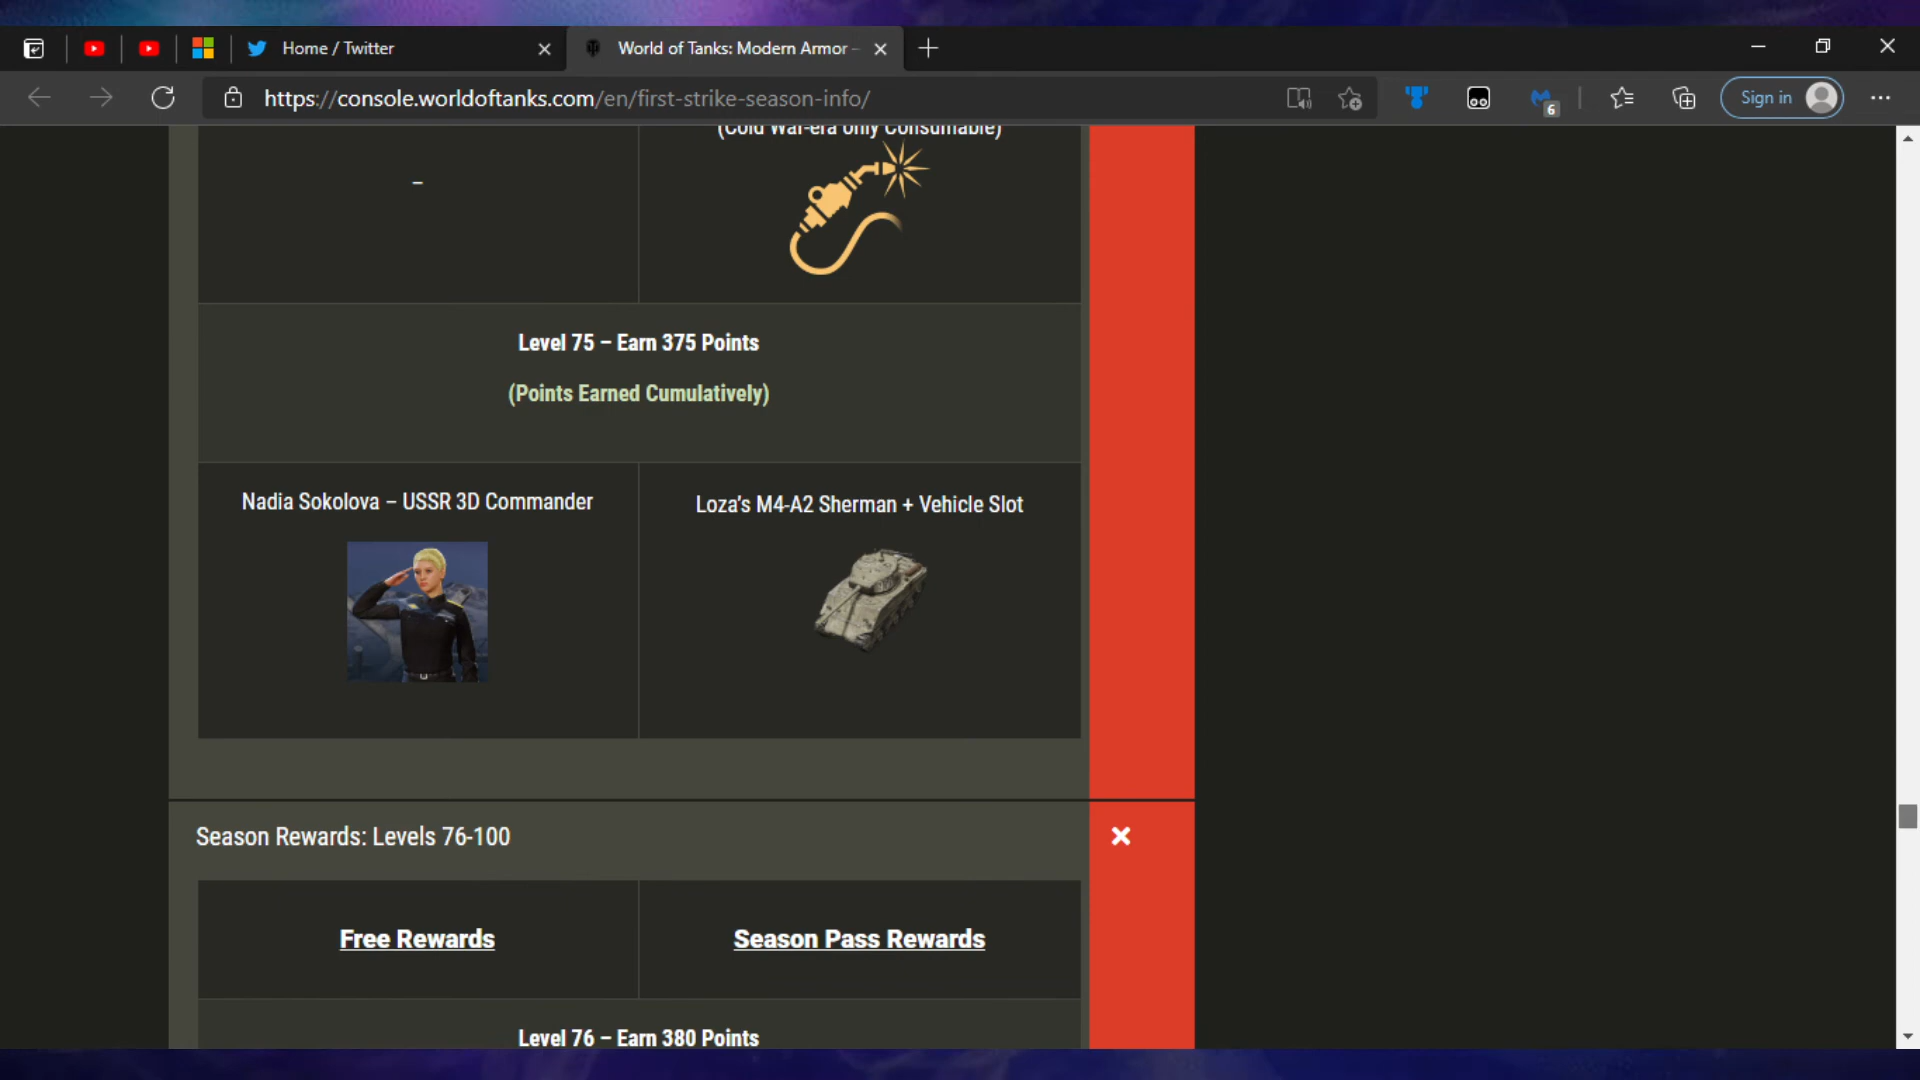 Home / Twitter
World of Tanks: Modern Armor –
https://console.worldoftanks.com/en/first-strike-season-info/
6
Sign in
(Cold War-era only Consumable)
–
Level 75 – Earn 375 Points
(Points Earned Cumulatively)
Nadia Sokolova – USSR 3D Commander
Loza's M4-A2 Sherman + Vehicle Slot
Season Rewards: Levels 76-100
Free Rewards
Season Pass Rewards
Level 76 – Earn 380 Points